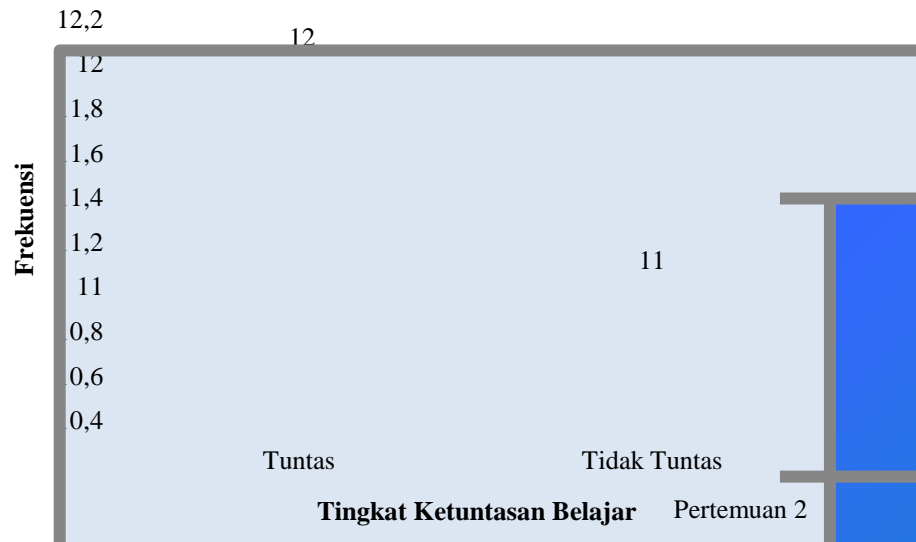 12,2
12
12
1,8
1,6
1,4
1,2
11
11
0,8
0,6
0,4
Frekuensi
Tuntas
Tidak Tuntas
Tingkat Ketuntasan Belajar
Pertemuan 2